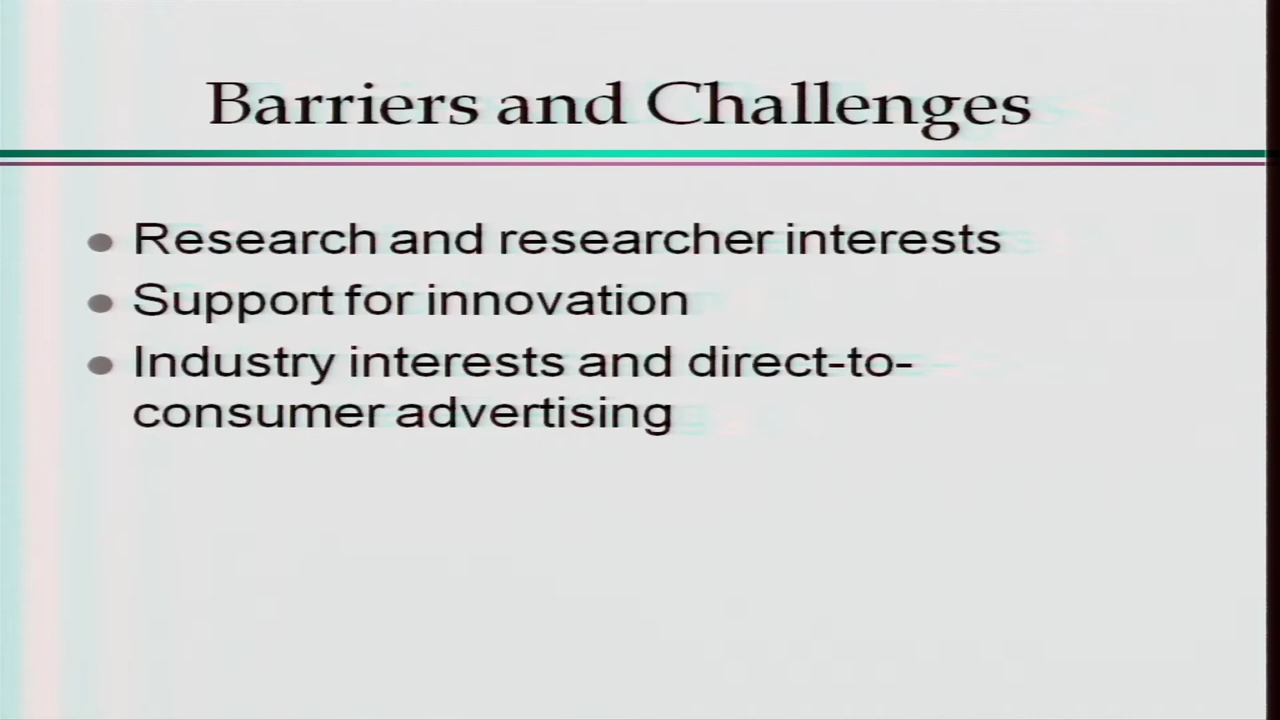 Barriers and Challenges
Research and researcher interests
Support for innovation
Industry interests and direct-to-
consumer advertising